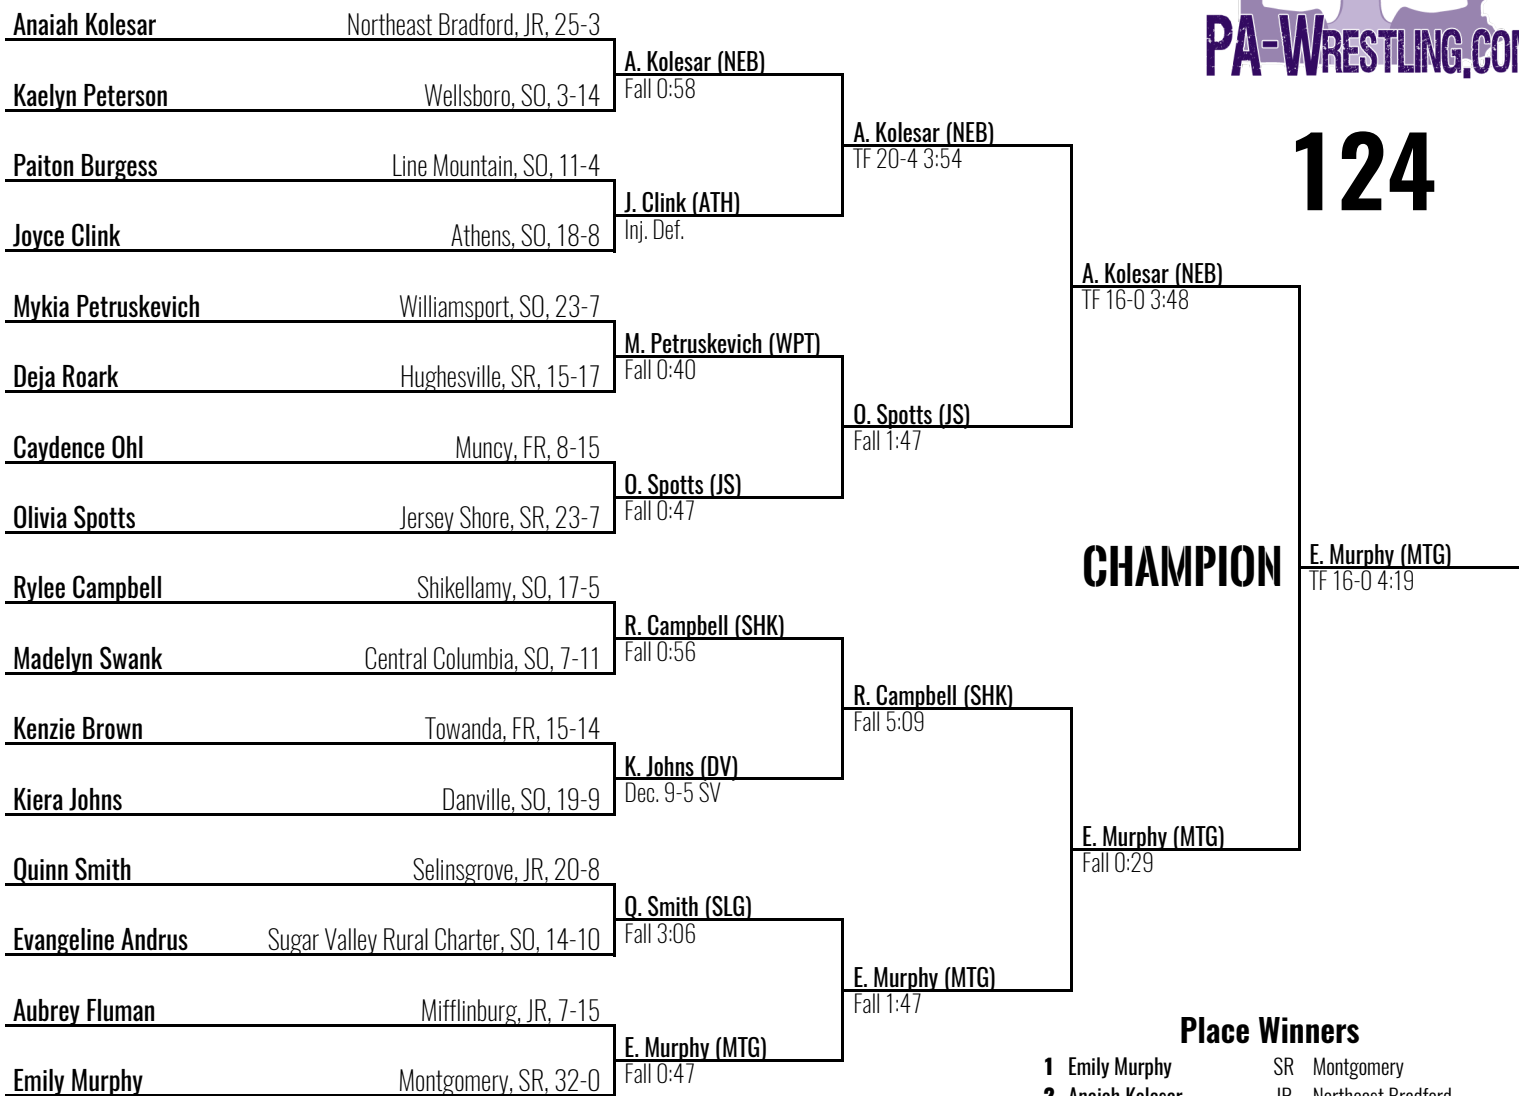 Anaiah Kolesar Northeast Bradford, JR, 25-3
PA-WRESTLING.CO
A. Kolesar (NEB)
Fall 0:58
Kaelyn Peterson Wellsboro, SO, 3-14
124
A. Kolesar (NEB)
TF 20-4 3:54
Paiton Burgess Line Mountain, SO, 11-4
J. Clink (ATH)
Inj. Def.
Joyce Clink Athens, SO, 18-8
A. Kolesar (NEB)
TF 16-0 3:48
Mykia Petruskevich Williamsport, SO, 23-7
M. Petruskevich (WPT)
Fall 0:40
Deja Roark Hughesville, SR, 15-17
O. Spotts (JS)
Fall 1:47
Caydence Ohl Muncy, FR, 8-15
O. Spotts (JS)
Fall 0:47
Olivia Spotts Jersey Shore, SR, 23-7
CHAMPION
E. Murphy (MTG)
TF 16-0 4:19
Rylee Campbell Shikellamy, SO, 17-5
R. Campbell (SHK)
Fall 0:56
Madelyn Swank Central Columbia, SO, 7-11
R. Campbell (SHK)
Fall 5:09
Kenzie Brown Towanda, FR, 15-14
K. Johns (DV)
Dec. 9-5 SV
Kiera Johns Danville, SO, 19-9
E. Murphy (MTG)
Fall 0:29
Quinn Smith Selinsgrove, JR, 20-8
Q. Smith (SLG)
Fall 3:06
Evangeline Andrus Sugar Valley Rural Charter, SO, 14-10
E. Murphy (MTG)
Fall 1:47
Aubrey Fluman Mifflinburg, JR, 7-15
E. Murphy (MTG)
Fall 0:47
Emily Murphy Montgomery, SR, 32-0
Place Winners
1 Emily Murphy SR Montgomery
2 Anaiah Kolesar JR Northeast Bradford